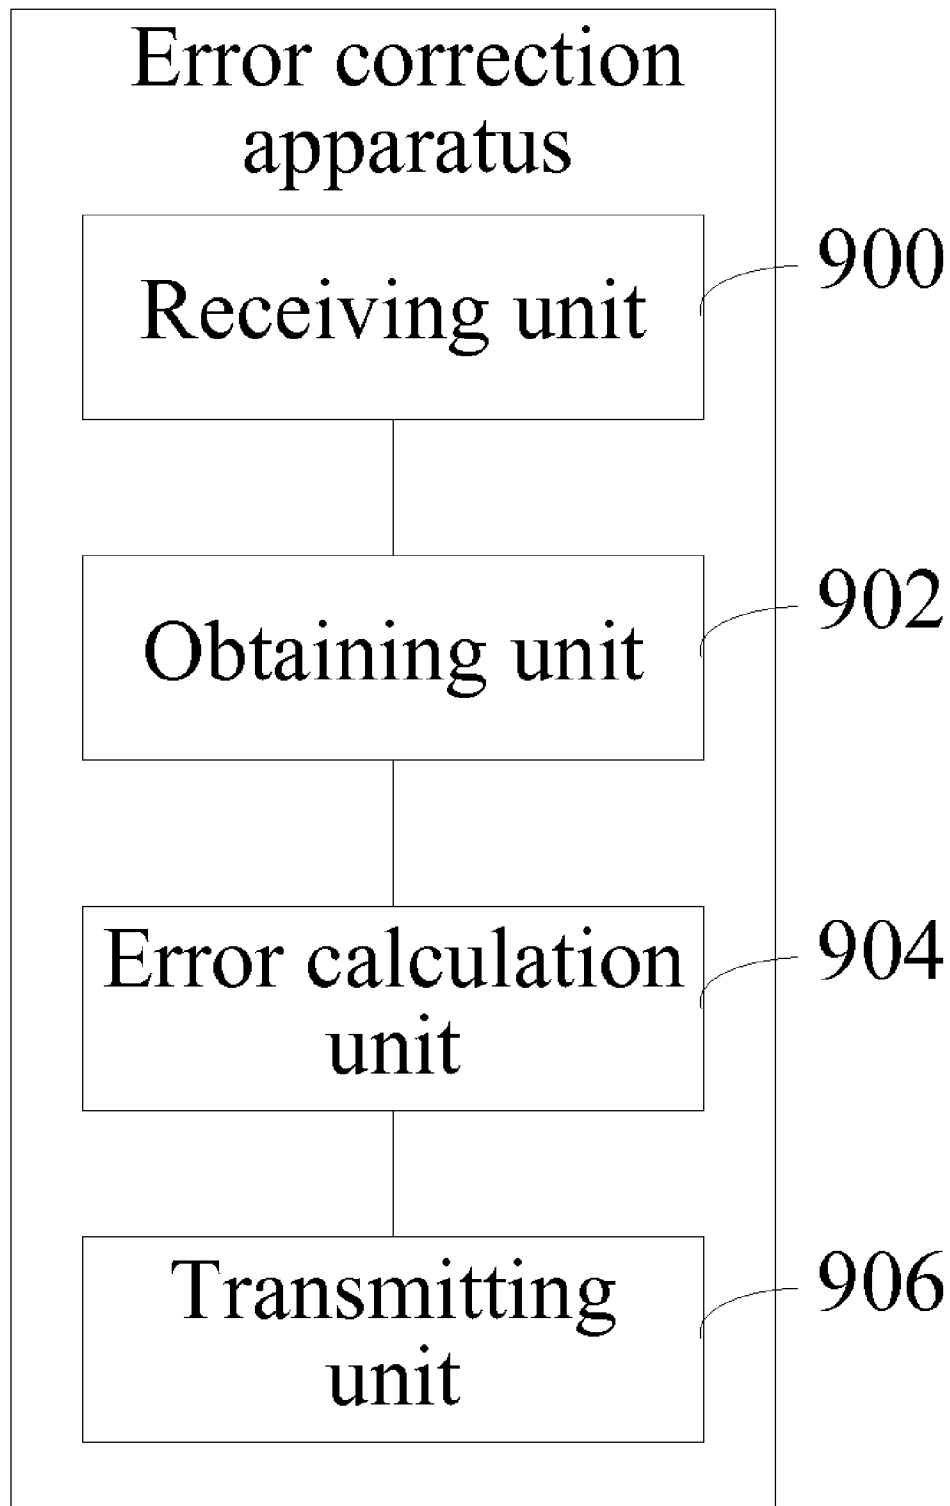 Error correction
apparatus
Receiving unit
900
Obtaining unit
902
Error calculation
unit
904
Transmitting
unit
906